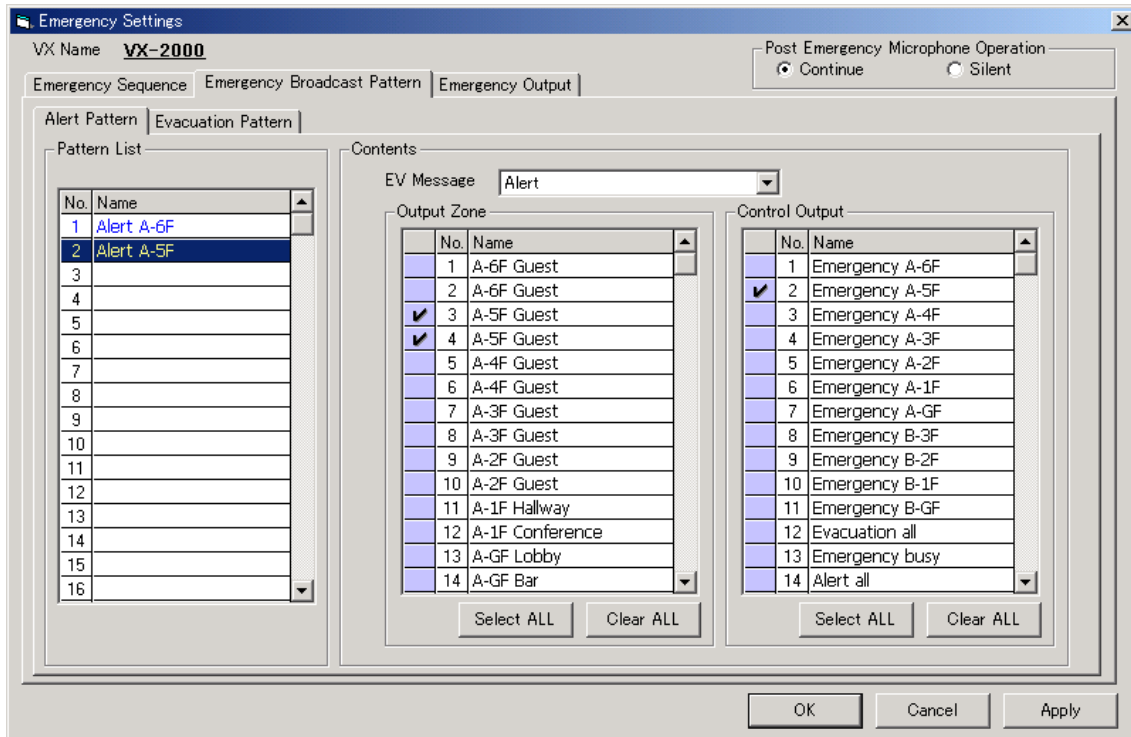 Emergency Settings
VX Name VX-2000
Post Emergency Microphone Operation
Continue Silent
Emergency Sequence Emergency Broadcast Pattern Emergency Output
Alert Pattern Evacuation Pattern
Pattern List
No. Name
1 Alert A-6F
2 Alert A-5F
3
4
5
6
7
8
9
10
11
12
13
14
15
16
Contents
EV Message Alert
Output Zone
No. Name
1 A-6F Guest
2 A-6F Guest
3 A-5F Guest
4 A-5F Guest
5 A-4F Guest
6 A-4F Guest
7 A-3F Guest
8 A-3F Guest
9 A-2F Guest
10 A-2F Guest
11 A-1F Hallway
12 A-1F Conference
13 A-GF Lobby
14 A-GF Bar
Select ALL Clear ALL
Control Output
No. Name
1 Emergency A-6F
2 Emergency A-5F
3 Emergency A-4F
4 Emergency A-3F
5 Emergency A-2F
6 Emergency A-1F
7 Emergency A-GF
8 Emergency B-3F
9 Emergency B-2F
10 Emergency B-1F
11 Emergency B-GF
12 Evacuation all
13 Emergency busy
14 Alert all
Select ALL Clear ALL
OK Cancel Apply